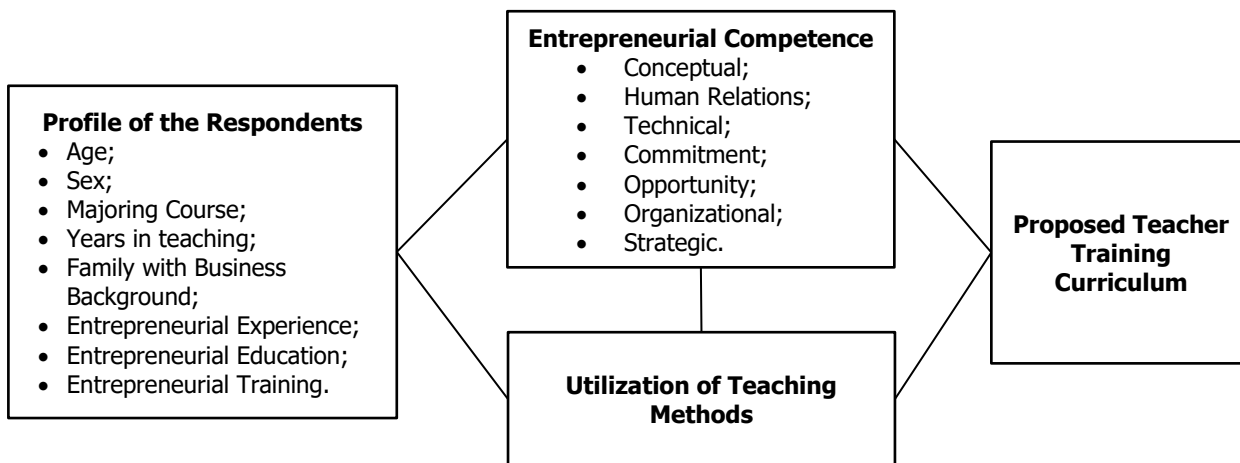 Profile of the Respondents
• Age;
• Sex;
• Majoring Course;
• Years in teaching;
• Family with Business
Background;
• Entrepreneurial Experience;
• Entrepreneurial Education;
• Entrepreneurial Training.
Entrepreneurial Competence
• Conceptual;
• Human Relations;
• Technical;
• Commitment;
• Opportunity;
• Organizational;
• Strategic.
Utilization of Teaching
Methods
Proposed Teacher
Training
Curriculum